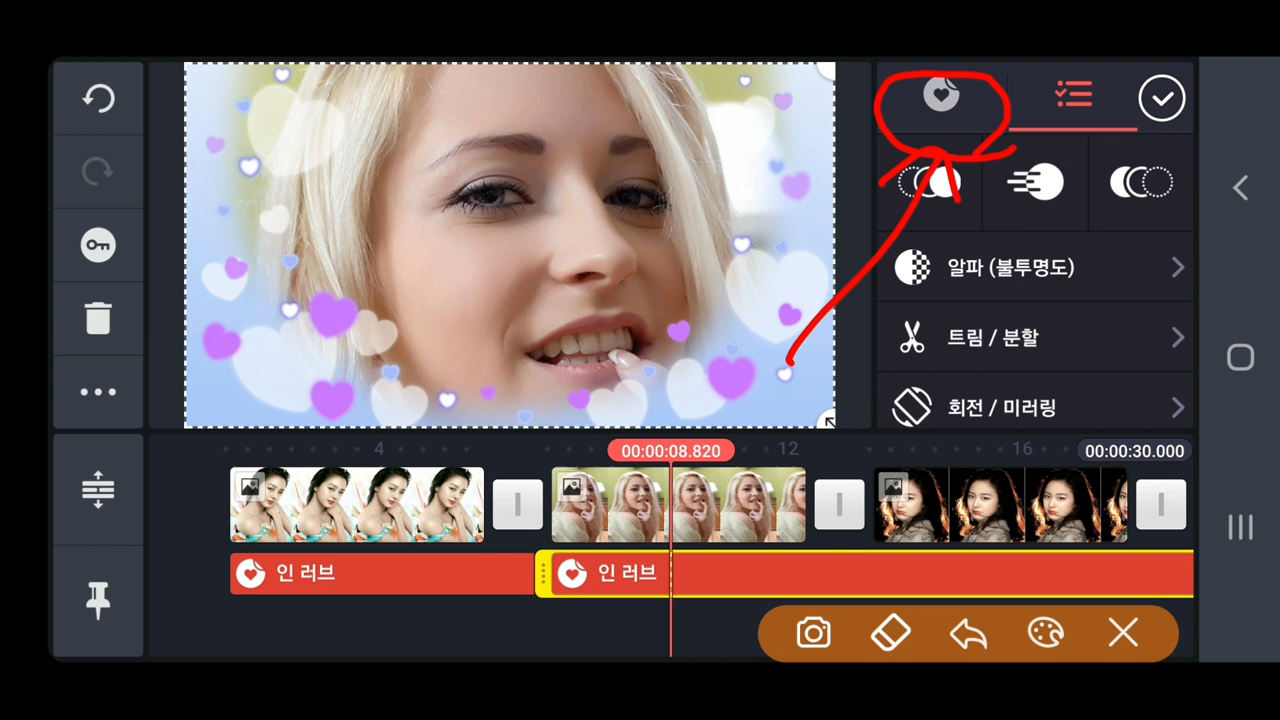 알파 (불투명도)
트림 / 분할
회전 / 미러링
4
00:00:08.820
12
16
00:00:30.000
인 러브
인 러브